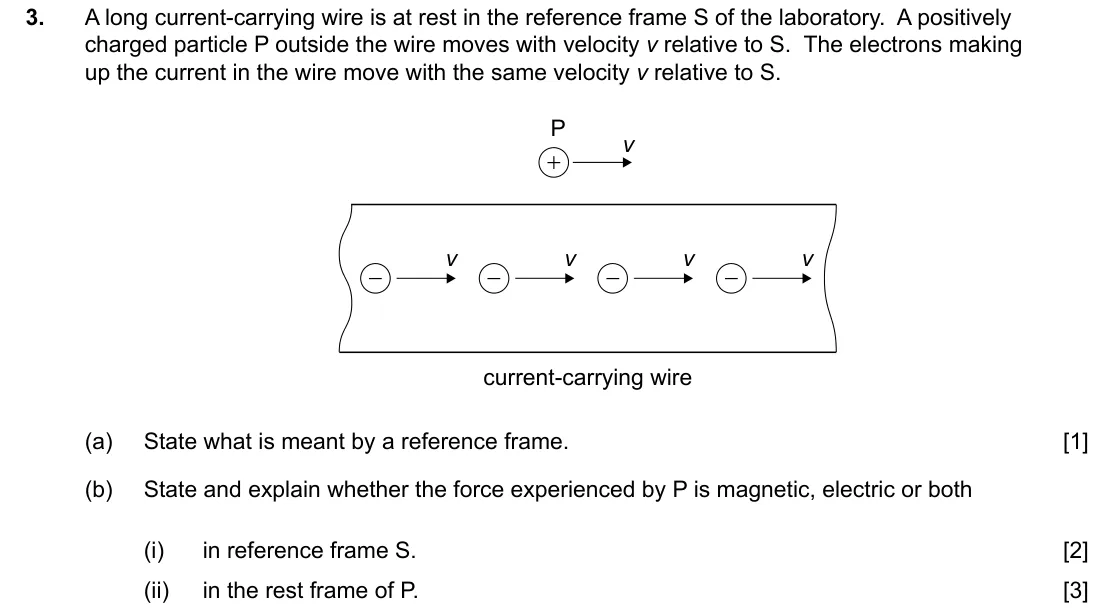 3. A long current-carrying wire is at rest in the reference frame S of the laboratory. A positively
charged particle P outside the wire moves with velocity v relative to S. The electrons making
up the current in the wire move with the same velocity v relative to S.
P
v
+
v v v v
− − − −
current-carrying wire
(a) State what is meant by a reference frame. [1]
(b) State and explain whether the force experienced by P is magnetic, electric or both
(i) in reference frame S. [2]
(ii) in the rest frame of P. [3]